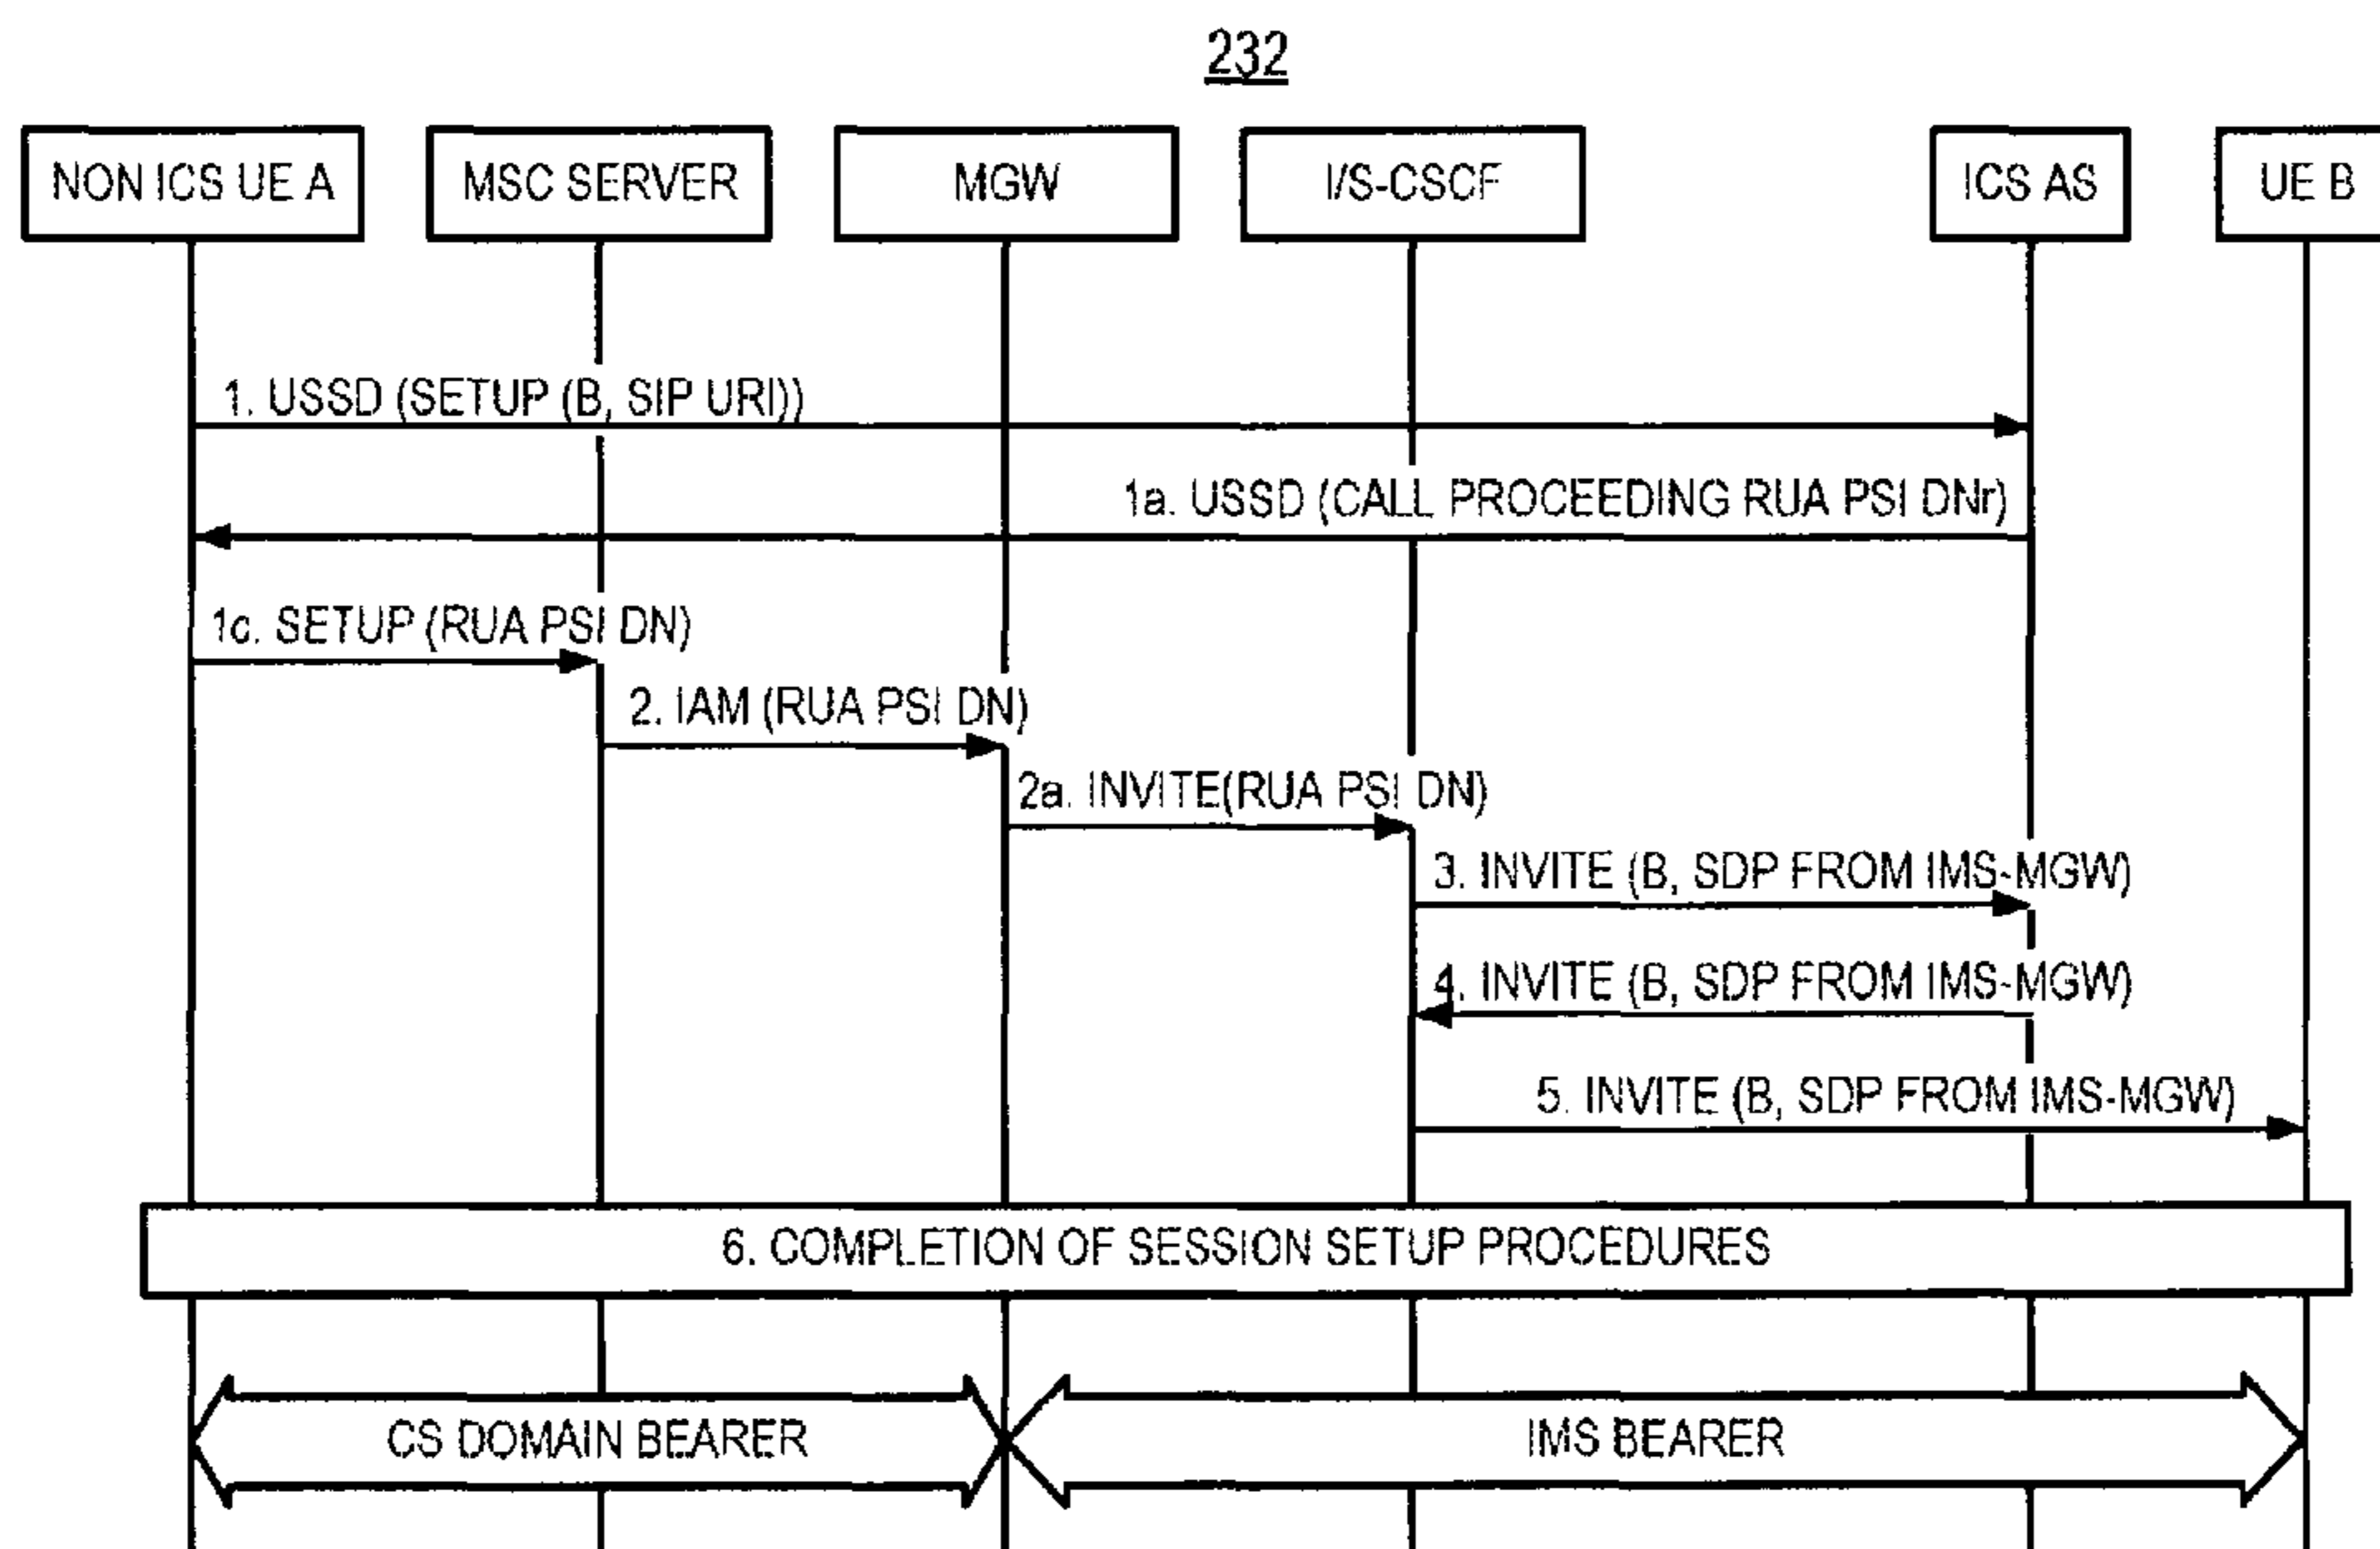 232
NON ICS UE A
MSC SERVER
MGW
I/S-CSCF
ICS AS
UE B
1. USSD (SETUP (B, SIP URI))
1a. USSD (CALL PROCEEDING RUA PSI DNr)
1c. SETUP (RUA PSI DN)
2. IAM (RUA PSI DN)
2a. INVITE(RUA PSI DN)
3. INVITE (B, SDP FROM IMS-MGW)
4. INVITE (B, SDP FROM IMS-MGW)
5. INVITE (B, SDP FROM IMS-MGW)
6. COMPLETION OF SESSION SETUP PROCEDURES
CS DOMAIN BEARER
IMS BEARER